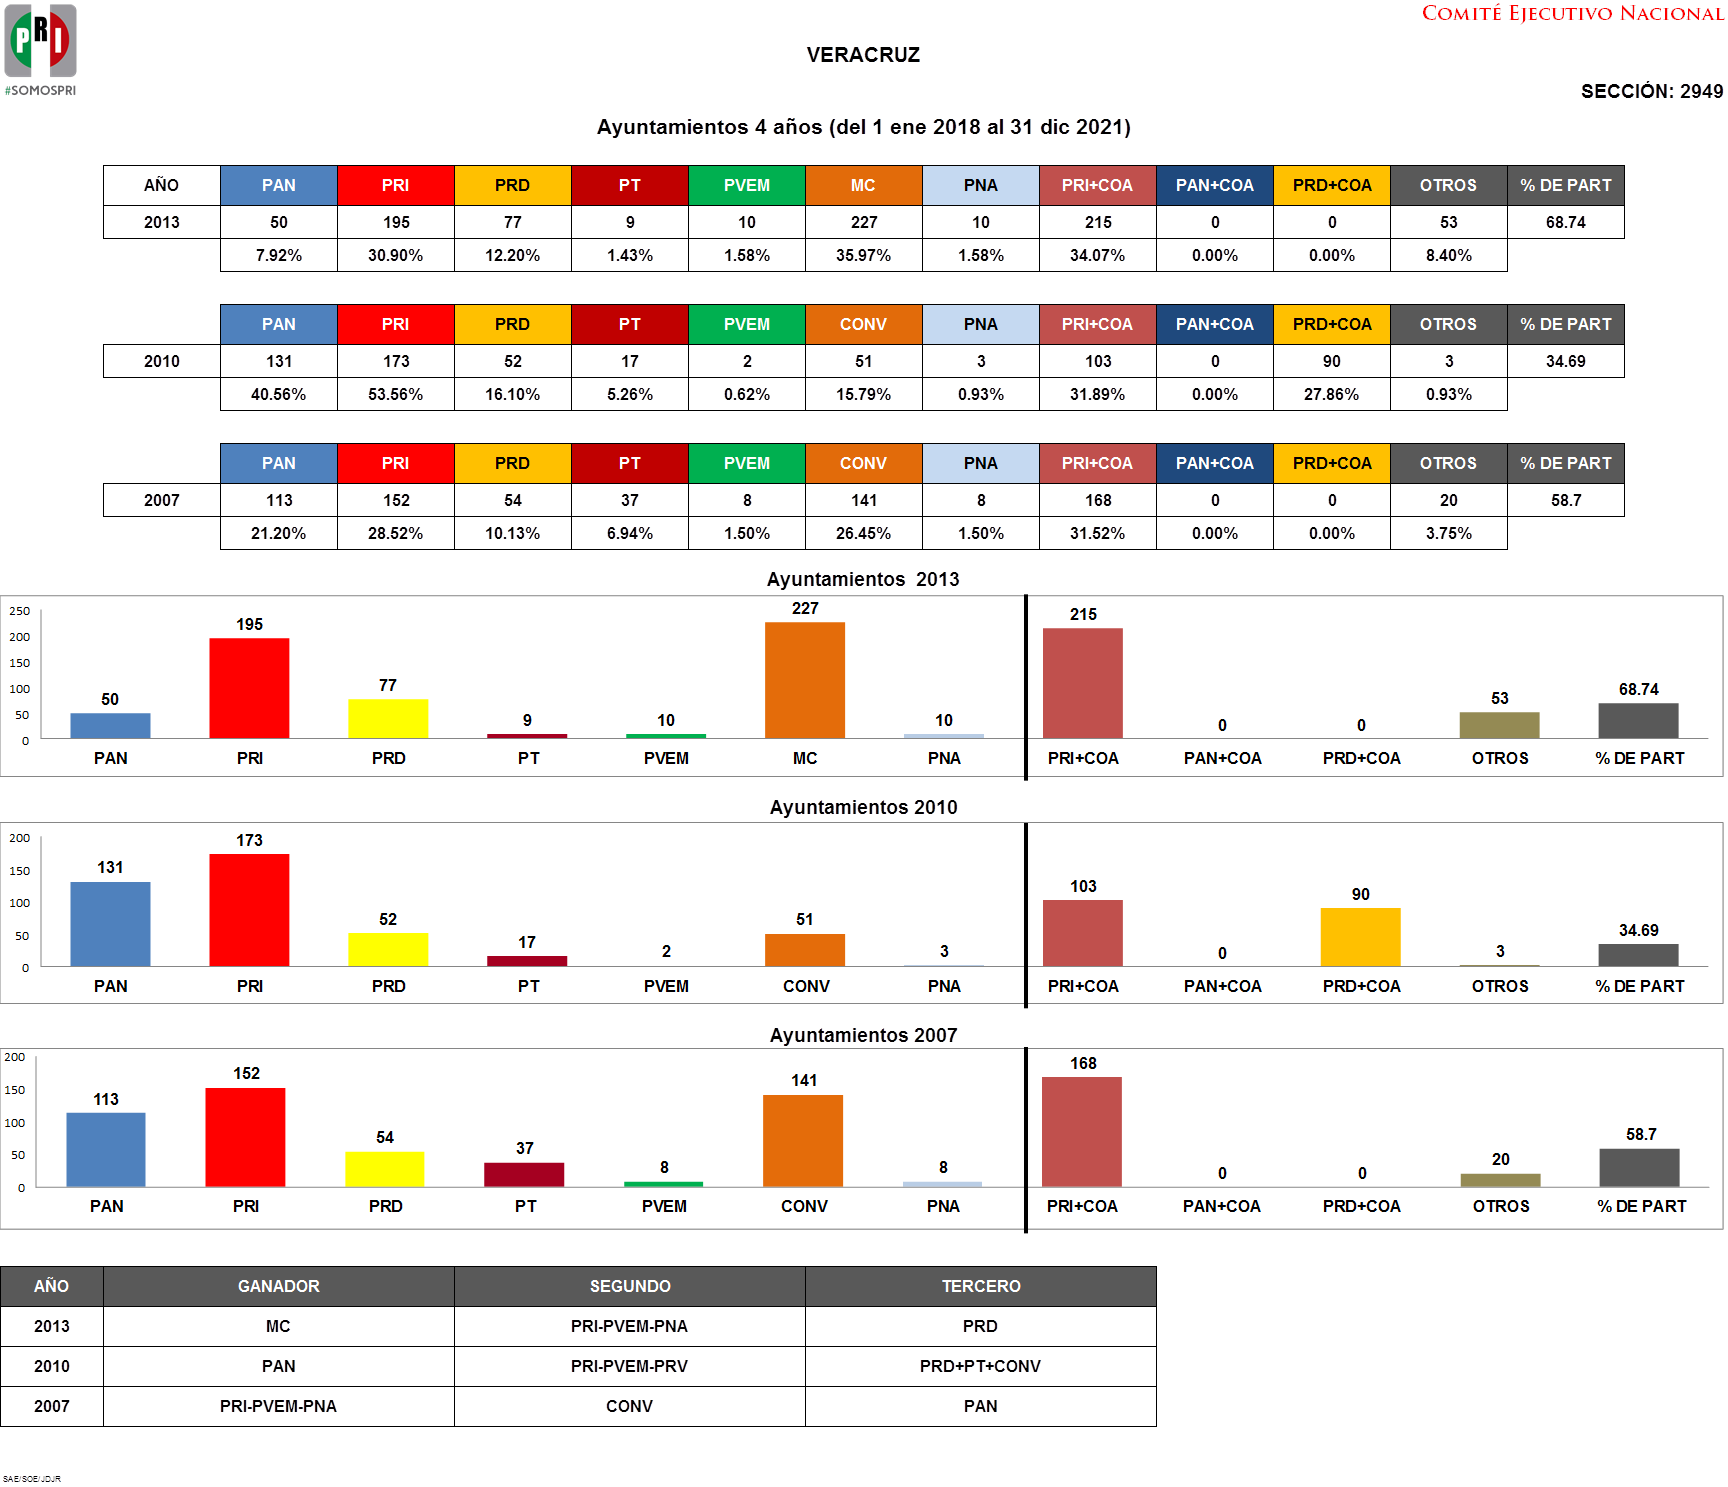 PRI
#SOMOSPRI
COMITÉ EJECUTIVO NACIONAL
VERACRUZ
SECCIÓN: 2949
Ayuntamientos 4 años (del 1 ene 2018 al 31 dic 2021)
AÑO PAN PRI PRD PT PVEM MC PNA PRI+COA PAN+COA PRD+COA OTROS % DE PART
2013 50 195 77 9 10 227 10 215 0 0 53 68.74
7.92% 30.90% 12.20% 1.43% 1.58% 35.97% 1.58% 34.07% 0.00% 0.00% 8.40%
PAN PRI PRD PT PVEM CONV PNA PRI+COA PAN+COA PRD+COA OTROS % DE PART
2010 131 173 52 17 2 51 3 103 0 90 3 34.69
40.56% 53.56% 16.10% 5.26% 0.62% 15.79% 0.93% 31.89% 0.00% 27.86% 0.93%
PAN PRI PRD PT PVEM CONV PNA PRI+COA PAN+COA PRD+COA OTROS % DE PART
2007 113 152 54 37 8 141 8 168 0 0 20 58.7
21.20% 28.52% 10.13% 6.94% 1.50% 26.45% 1.50% 31.52% 0.00% 0.00% 3.75%
Ayuntamientos 2013
250
200
150
100
50
0
50 195 77 9 10 227 10 215 0 0 53 68.74
PAN PRI PRD PT PVEM MC PNA PRI+COA PAN+COA PRD+COA OTROS % DE PART
Ayuntamientos 2010
200
150
100
50
0
131 173 52 17 2 51 3 103 0 90 3 34.69
PAN PRI PRD PT PVEM CONV PNA PRI+COA PAN+COA PRD+COA OTROS % DE PART
Ayuntamientos 2007
200
150
100
50
0
113 152 54 37 8 141 8 168 0 0 20 58.7
PAN PRI PRD PT PVEM CONV PNA PRI+COA PAN+COA PRD+COA OTROS % DE PART
AÑO GANADOR SEGUNDO TERCERO
2013 MC PRI-PVEM-PNA PRD
2010 PAN PRI-PVEM-PRV PRD+PT+CONV
2007 PRI-PVEM-PNA CONV PAN
SAE/SOE/JDJR